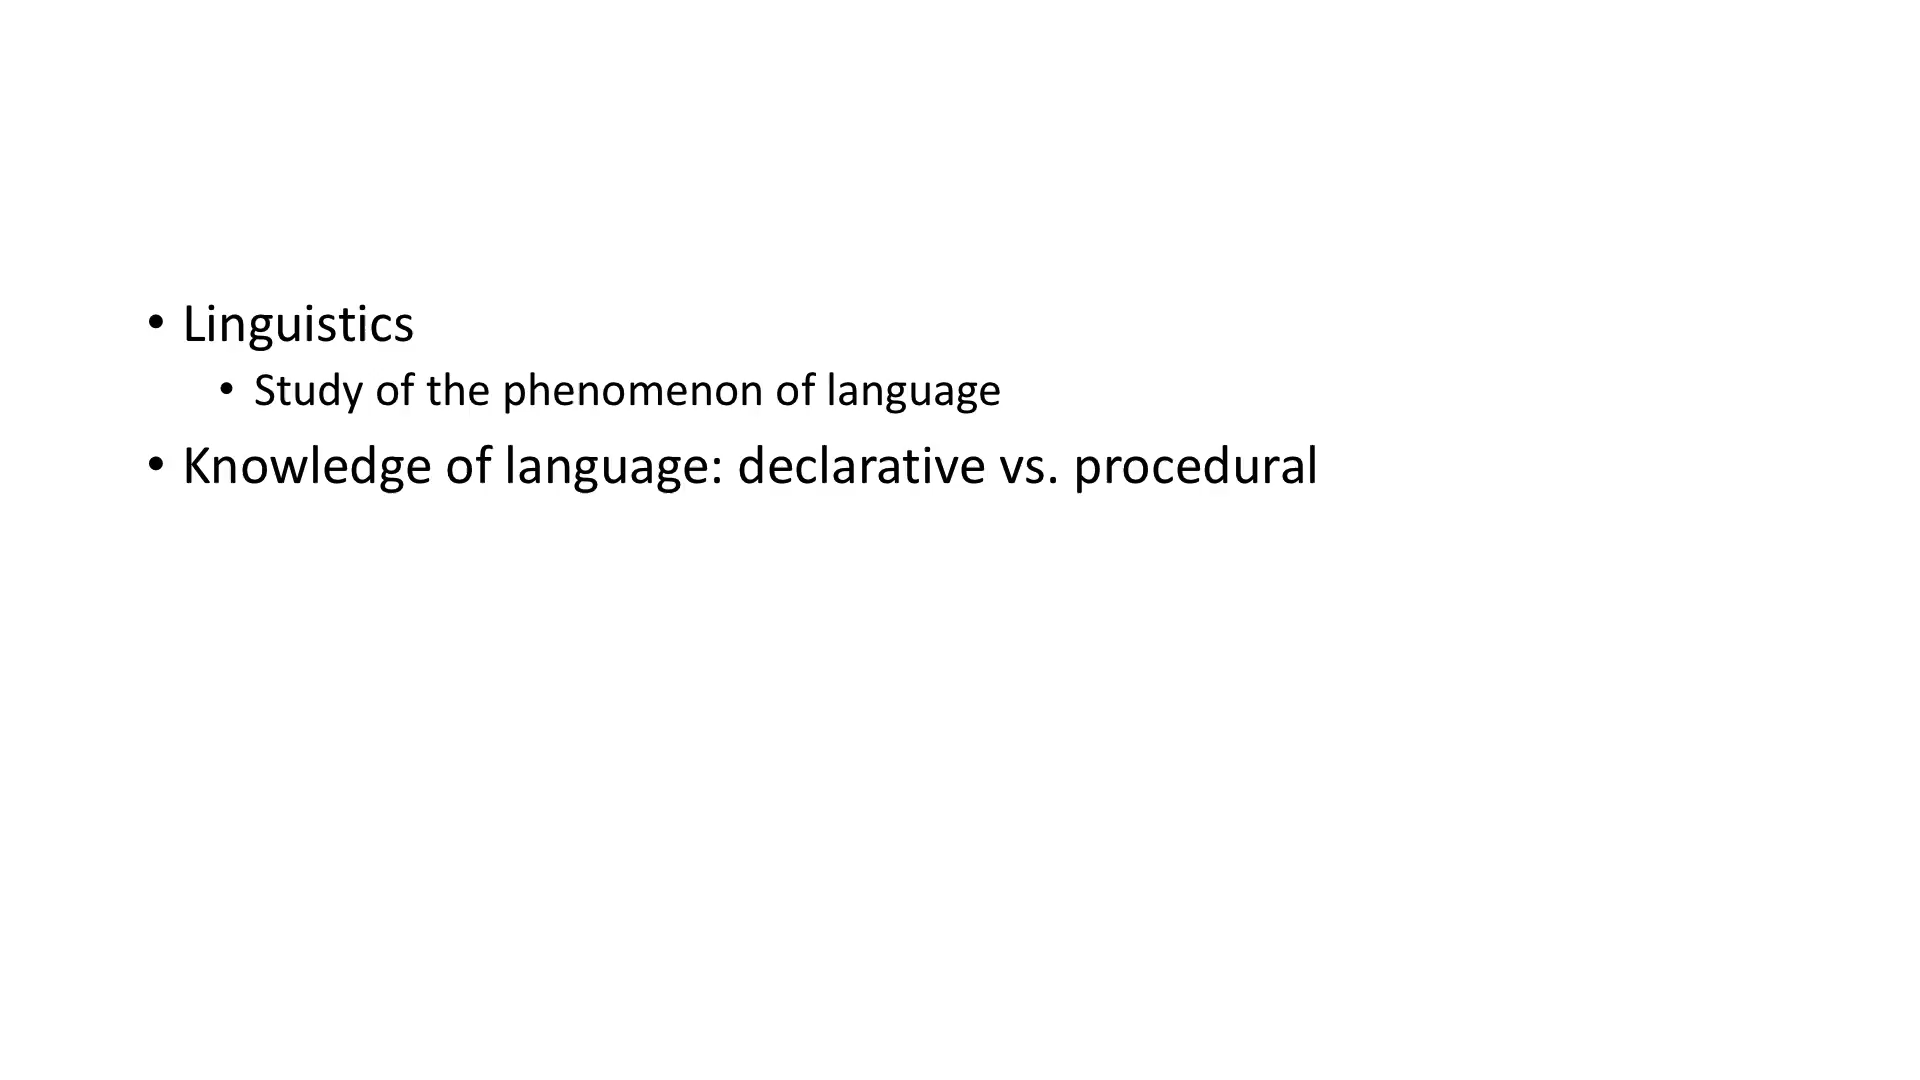 • Linguistics
• Study of the phenomenon of language
• Knowledge of language: declarative vs. procedural